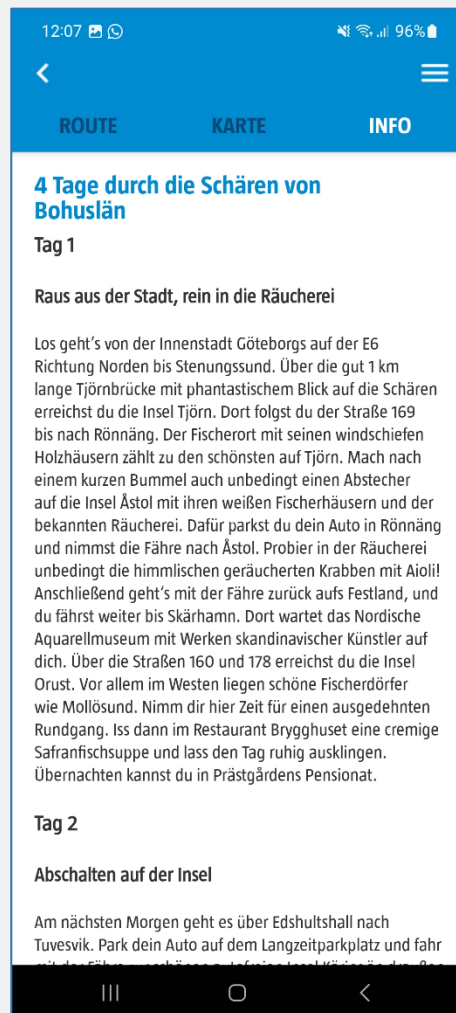 12:07 96%
ROUTE KARTE INFO
4 Tage durch die Schären von
Bohuslän
Tag 1
Raus aus der Stadt, rein in die Räucherei
Los geht's von der Innenstadt Göteborgs auf der E6
Richtung Norden bis Stenungssund. Über die gut 1 km
lange Tjörnbrücke mit phantastischem Blick auf die Schären
erreichst du die Insel Tjörn. Dort folgst du der Straße 169
bis nach Rönnäng. Der Fischerort mit seinen windschiefen
Holzhäusern zählt zu den schönsten auf Tjörn. Mach nach
einem kurzen Bummel auch unbedingt einen Abstecher
auf die Insel Åstol mit ihren weißen Fischerhäusern und der
bekannten Räucherei. Dafür parkst du dein Auto in Rönnäng
und nimmst die Fähre nach Åstol. Probier in der Räucherei
unbedingt die himmlischen geräucherten Krabben mit Aioli!
Anschließend geht's mit der Fähre zurück aufs Festland, und
du fährst weiter bis Skärhamn. Dort wartet das Nordische
Aquarellmuseum mit Werken skandinavischer Künstler auf
dich. Über die Straßen 160 und 178 erreichst du die Insel
Orust. Vor allem im Westen liegen schöne Fischerdörfer
wie Mollösund. Nimm dir hier Zeit für einen ausgedehnten
Rundgang. Iss dann im Restaurant Brygghuset eine cremige
Safranfischsuppe und lass den Tag ruhig ausklingen.
Übernachten kannst du in Prästgårdens Pensionat.
Tag 2
Abschalten auf der Insel
Am nächsten Morgen geht es über Edshultshall nach
Tuvesvik. Park dein Auto auf dem Langzeitparkplatz und fahr